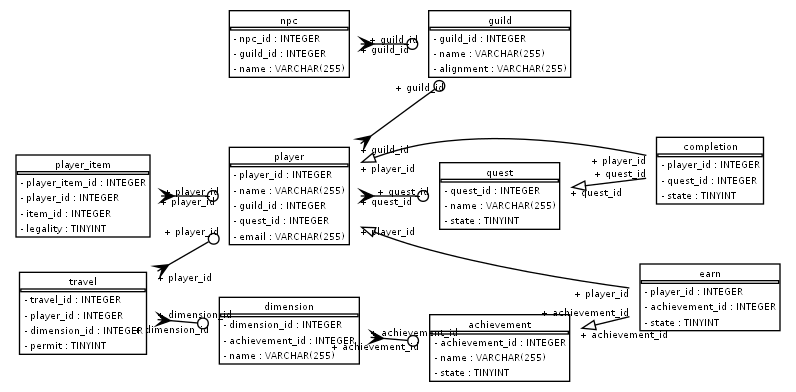 npc
- npc_id : INTEGER
- guild_id : INTEGER
- name : VARCHAR(255)
+ guild_id
+ guild_id
guild
- guild_id : INTEGER
- name : VARCHAR(255)
- alignment : VARCHAR(255)
+ guild_id
+ guild_id
player_item
- player_item_id : INTEGER
- player_id : INTEGER
- item_id : INTEGER
- legality : TINYINT
+ player_id
+ player_id
player
- player_id : INTEGER
- name : VARCHAR(255)
- guild_id : INTEGER
- quest_id : INTEGER
- email : VARCHAR(255)
+ player_id
+ quest_id
+ quest_id
quest
- quest_id : INTEGER
- name : VARCHAR(255)
- state : TINYINT
+ player_id
+ quest_id
+ quest_id
completion
- player_id : INTEGER
- quest_id : INTEGER
- state : TINYINT
+ player_id
+ player_id
+ player_id
travel
- travel_id : INTEGER
- player_id : INTEGER
- dimension_id : INTEGER
- permit : TINYINT
+ dimension_id
+ dimension_id
dimension
- dimension_id : INTEGER
- achievement_id : INTEGER
- name : VARCHAR(255)
+ achievement_id
+ achievement_id
achievement
- achievement_id : INTEGER
- name : VARCHAR(255)
- state : TINYINT
+ player_id
+ achievement_id
+ achievement_id
earn
- player_id : INTEGER
- achievement_id : INTEGER
- state : TINYINT